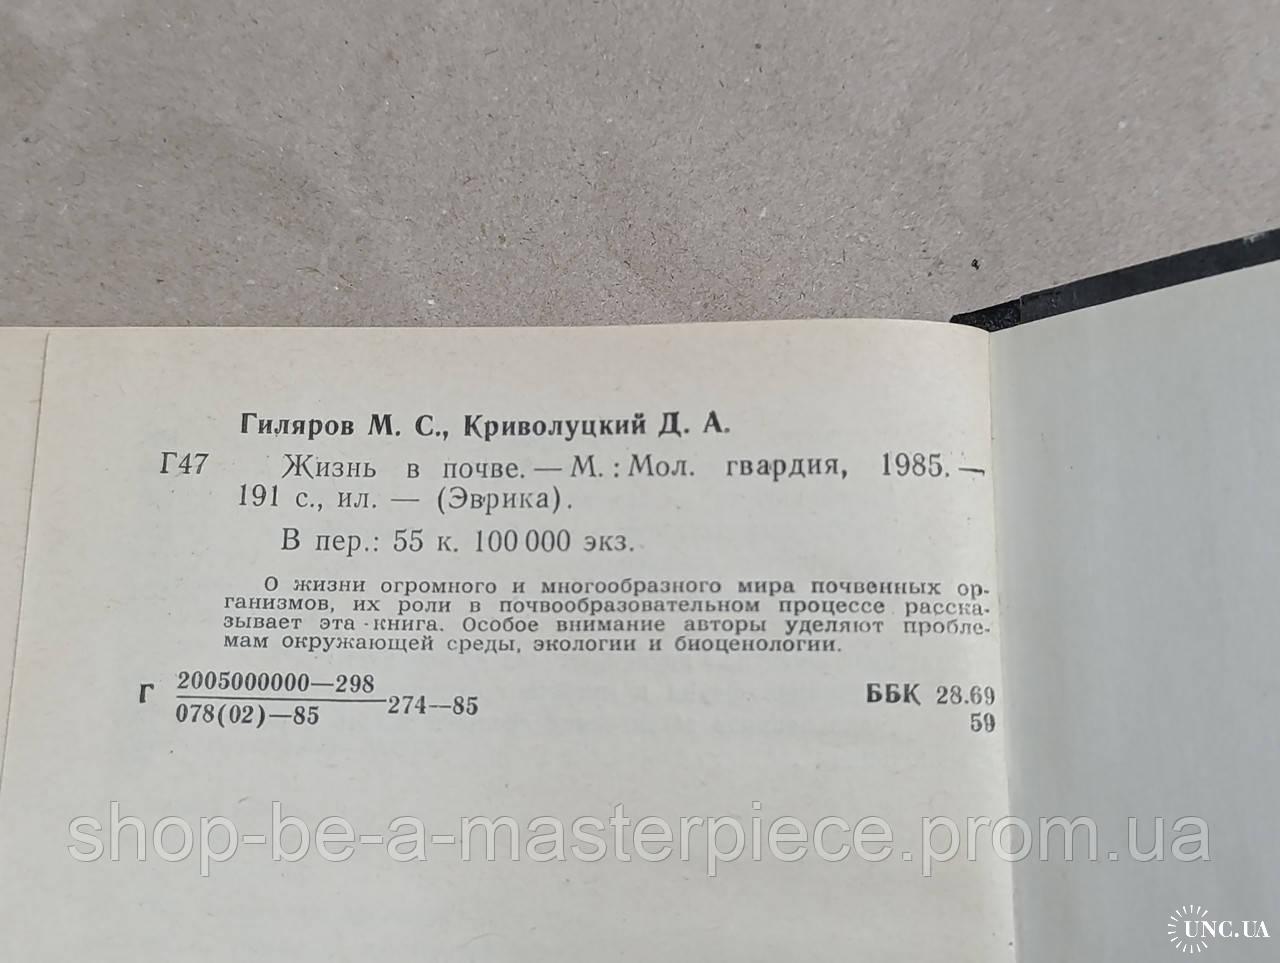 Гиляров М. С., Криволуцкий Д. А.
Г47 Жизнь в почве. — М. : Мол. гвардия, 1985. —
191 с., ил. — (Эврика).
В пер.: 55 к. 100 000 экз.
О жизни огромного и многообразного мира почвенных ор-
ганизмов, их роли в почвообразовательном процессе расска-
зывает эта книга. Особое внимание авторы уделяют пробле-
мам окружающей среды, экологии и биоценологии.
Г 2005000000—298
078(02)—85
274—85
ББК 28.69
59
shop-be-a-masterpiece.prom.ua
UNC.UA